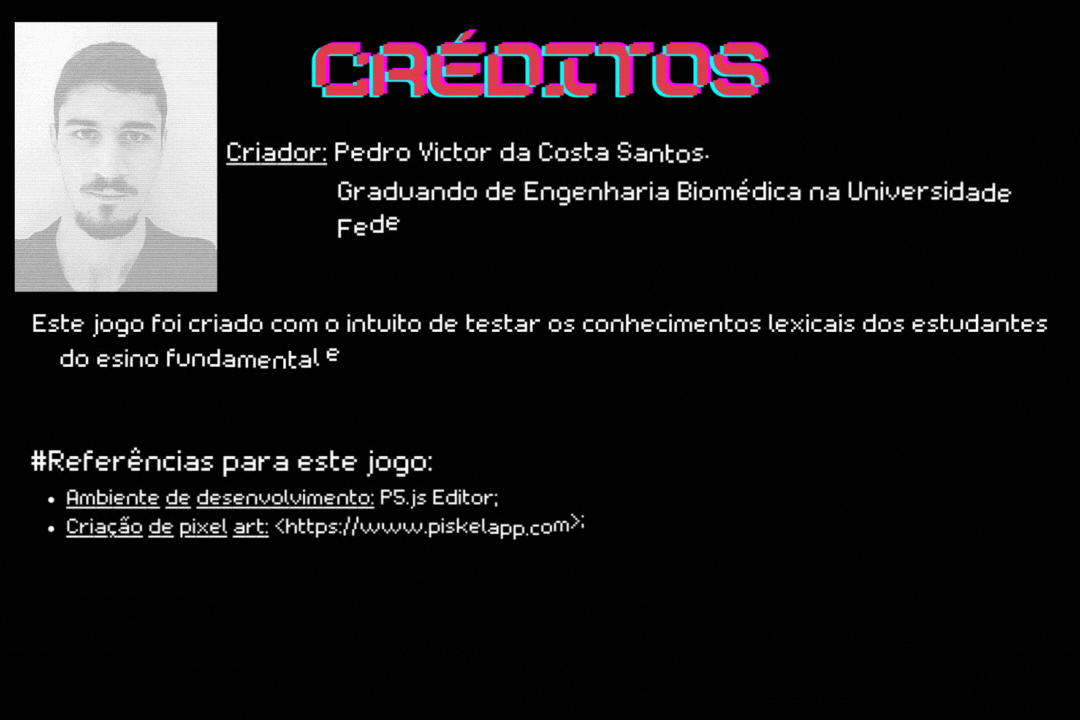 CRÉDITOS
Criador: Pedro Victor da Costa Santos.
Graduando de Engenharia Biomédica na Universidade
Fede
Este jogo foi criado com o intuito de testar os conhecimentos lexicais dos estudantes
do esino fundamental e
#Referências para este jogo:
• Ambiente de desenvolvimento: P5.js Editor;
• Criação de pixel art: <https://www.piskelapp.com>;